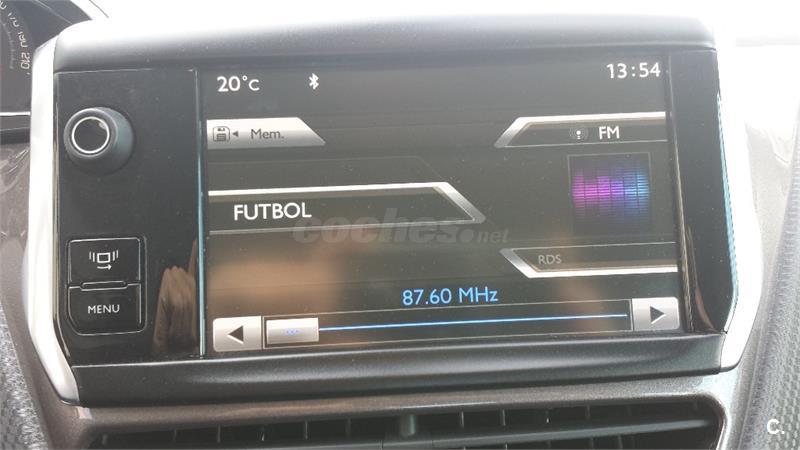 20°C
13:54
Mem.
FM
FUTBOL
coches.net
RDS
87.60 MHz
MENU
C.